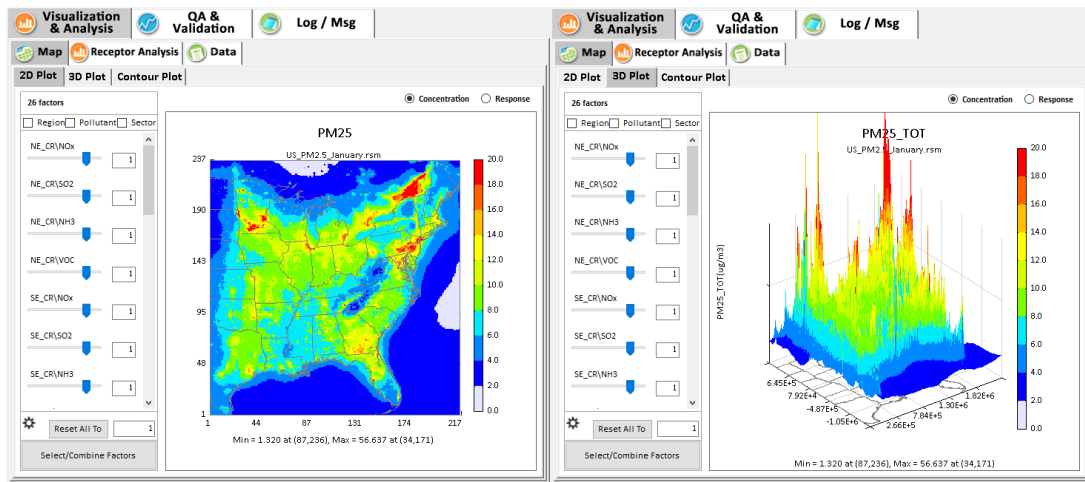 Visualization & Analysis
QA & Validation
Log / Msg
Map
Receptor Analysis
Data
2D Plot
3D Plot
Contour Plot
26 factors
Concentration
Response
Region
Pollutant
Sector
NE_CR\NOx
1
NE_CR\SO2
1
NE_CR\NH3
1
NE_CR\VOC
1
SE_CR\NOx
1
SE_CR\SO2
1
SE_CR\NH3
1
Reset All To
1
Select/Combine Factors
PM25
US_PM2.5_January.rsm
237
190
143
95
48
1
1
44
87
131
174
217
20.0
18.0
16.0
14.0
12.0
10.0
8.0
6.0
4.0
2.0
0.0
Min = 1.320 at (87,236), Max = 56.637 at (34,171)
Visualization & Analysis
QA & Validation
Log / Msg
Map
Receptor Analysis
Data
2D Plot
3D Plot
Contour Plot
26 factors
Concentration
Response
Region
Pollutant
Sector
NE_CR\NOx
1
NE_CR\SO2
1
NE_CR\NH3
1
NE_CR\VOC
1
SE_CR\NOx
1
SE_CR\SO2
1
SE_CR\NH3
1
Reset All To
1
Select/Combine Factors
PM25_TOT
US_PM2.5_January.rsm
PM25_TOT(ug/m3)
6.45E+5
7.92E+4
-4.87E+5
-1.05E+6
2.66E+5
7.84E+5
1.30E+6
1.82E+6
20.0
18.0
16.0
14.0
12.0
10.0
8.0
6.0
4.0
2.0
0.0
Min = 1.320 at (87,236), Max = 56.637 at (34,171)